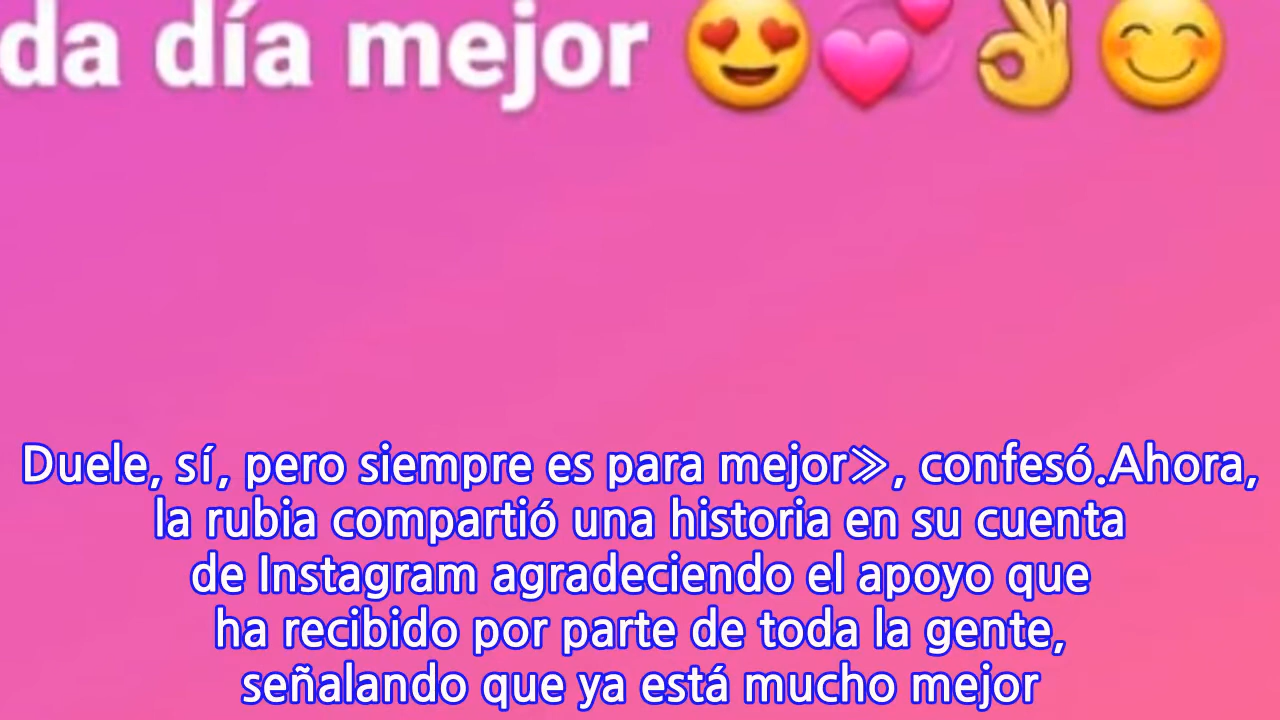 da día mejor 😍💞👌😊
Duele, sí, pero siempre es para mejor≫, confesó.Ahora,
la rubia compartió una historia en su cuenta
de Instagram agradeciendo el apoyo que
ha recibido por parte de toda la gente,
señalando que ya está mucho mejor